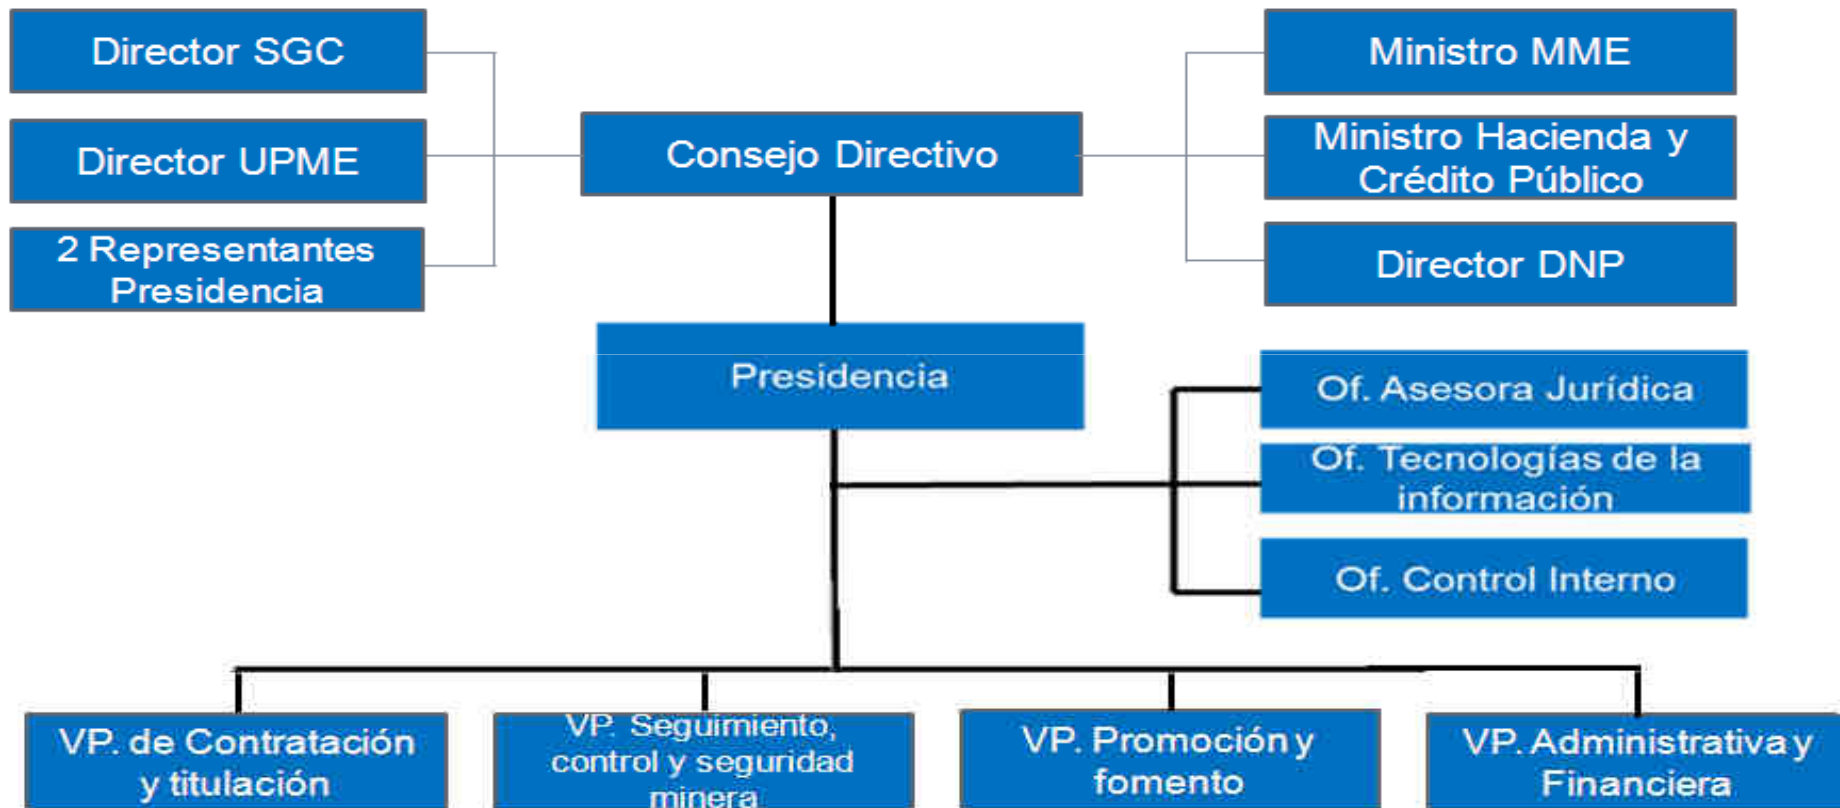 Director SGC
Director UPME
2 Representantes
Presidencia
Consejo Directivo
Ministro MME
Ministro Hacienda y
Crédito Público
Director DNP
Presidencia
Of. Asesora Jurídica
Of. Tecnologías de la
información
Of. Control Interno
VP. de Contratación
y titulación
VP. Seguimiento,
control y seguridad
minera
VP. Promoción y
fomento
VP. Administrativa y
Financiera